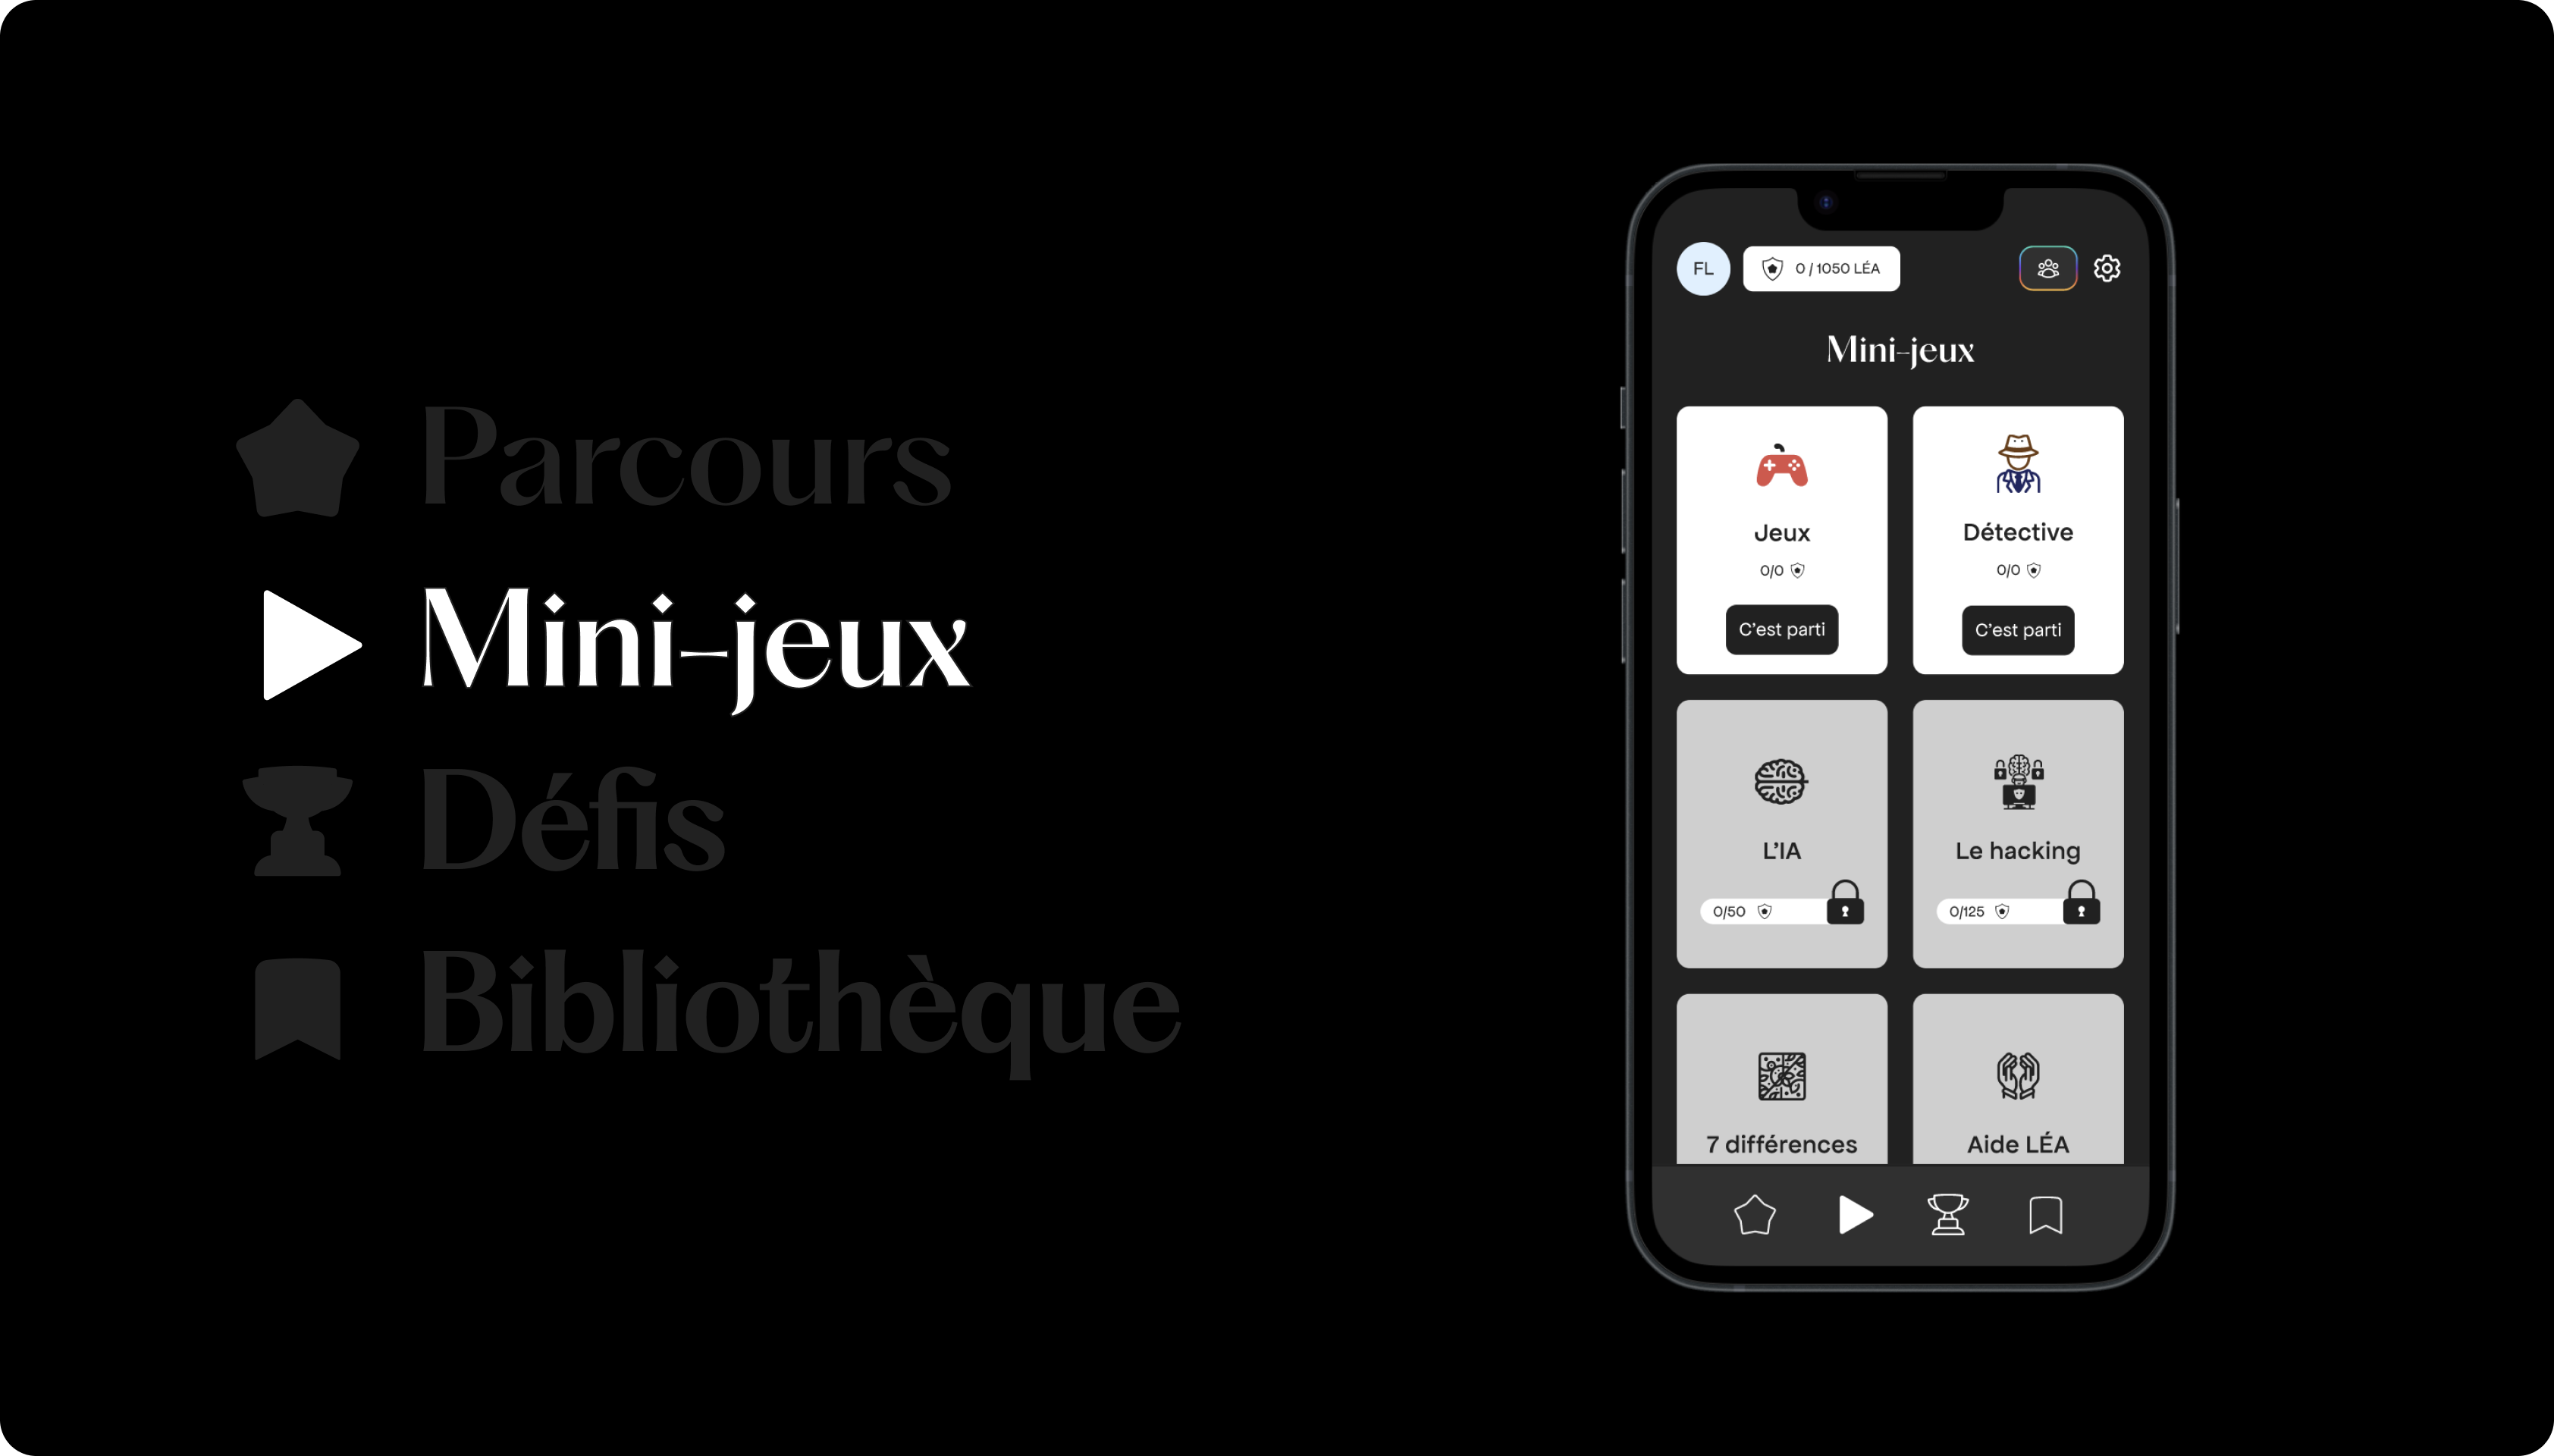 Parcours
Mini-jeux
Défis
Bibliothèque
FL
0 / 1050 LÉA
Mini-jeux
Jeux
0/0
C’est parti
Détective
0/0
C’est parti
L’IA
0/50
Le hacking
0/125
7 différences
Aide LÉA